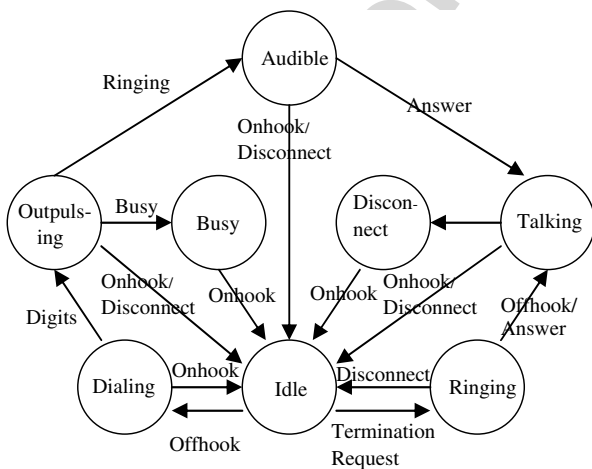 Audible
Ringing
Onhook/
Disconnect
Answer
Outpuls-
ing
Busy
Busy
Discon-
nect
Talking
Onhook/
Disconnect
Onhook
Onhook
Onhook/
Disconnect
Digits
Offhook/
Answer
Dialing
Onhook
Idle
Disconnect
Ringing
Offhook
Termination
Request